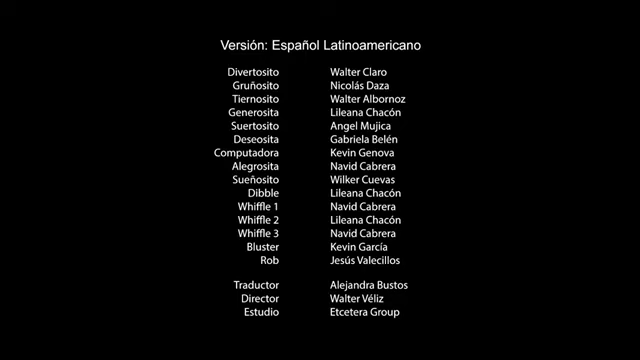 Versión: Español Latinoamericano
Divertosito Walter Claro
Gruñosito Nicolás Daza
Tiernosito Walter Albornoz
Generosita Lileana Chacón
Suertosito Angel Mujica
Deseosita Gabriela Belén
Computadora Kevin Genova
Alegrosita Navid Cabrera
Sueñosito Wilker Cuevas
Dibble Lileana Chacón
Whiffle 1 Navid Cabrera
Whiffle 2 Lileana Chacón
Whiffle 3 Navid Cabrera
Bluster Kevin García
Rob Jesús Valecillos
Traductor Alejandra Bustos
Director Walter Véliz
Estudio Etcetera Group